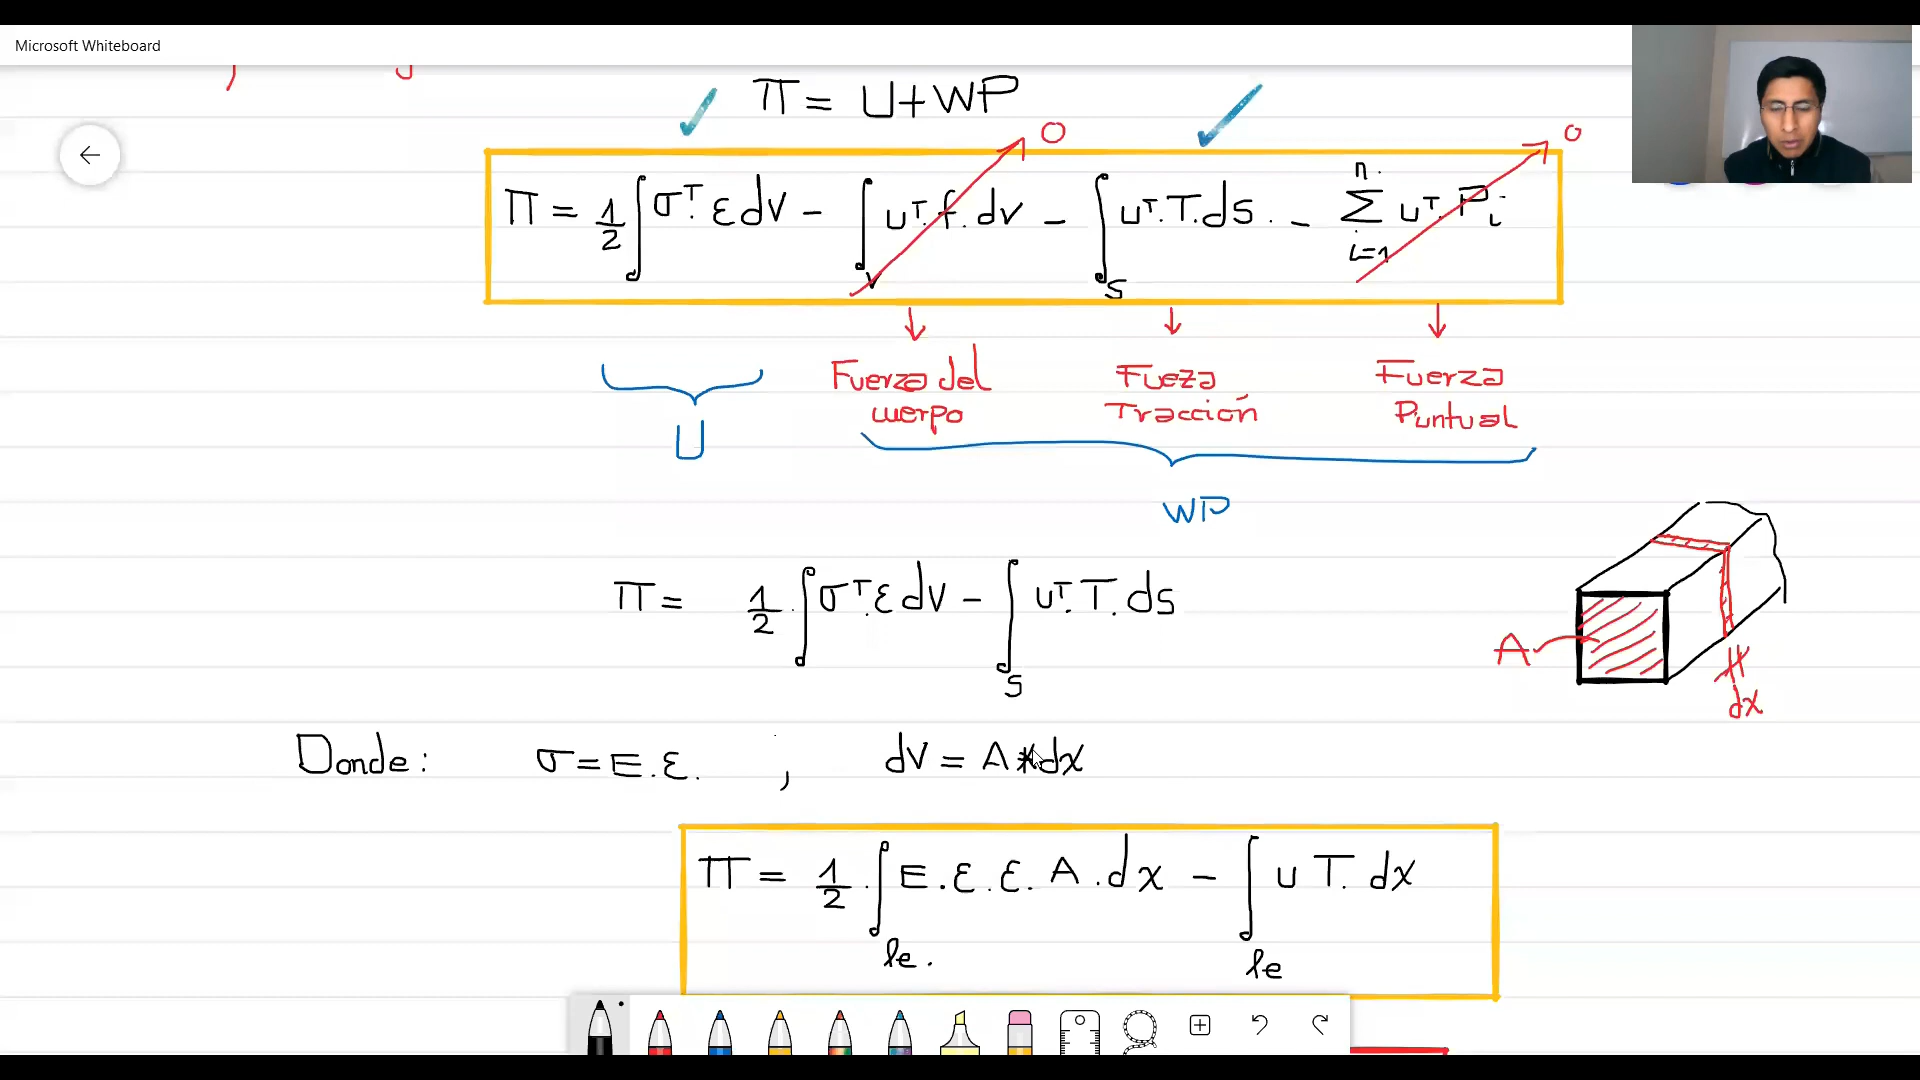 Microsoft Whiteboard
π = U+WP
0
0
π = 1/2 ∫ σᵀ. ε dV - ∫v uᵀ. f. dv - ∫s uᵀ. T. ds. - Σ n. i=1 uᵀ. Pi
Fuerza del cuerpo
Fueza Tracción
Fuerza Puntual
U
WP
π = 1/2 . ∫ σᵀ. ε dV - ∫s uᵀ. T. ds
A
dx
Donde: σ = E.ε. ; dV = A*dx
π = 1/2 . ∫le. E.ε.ε. A.dx - ∫le u T. dx